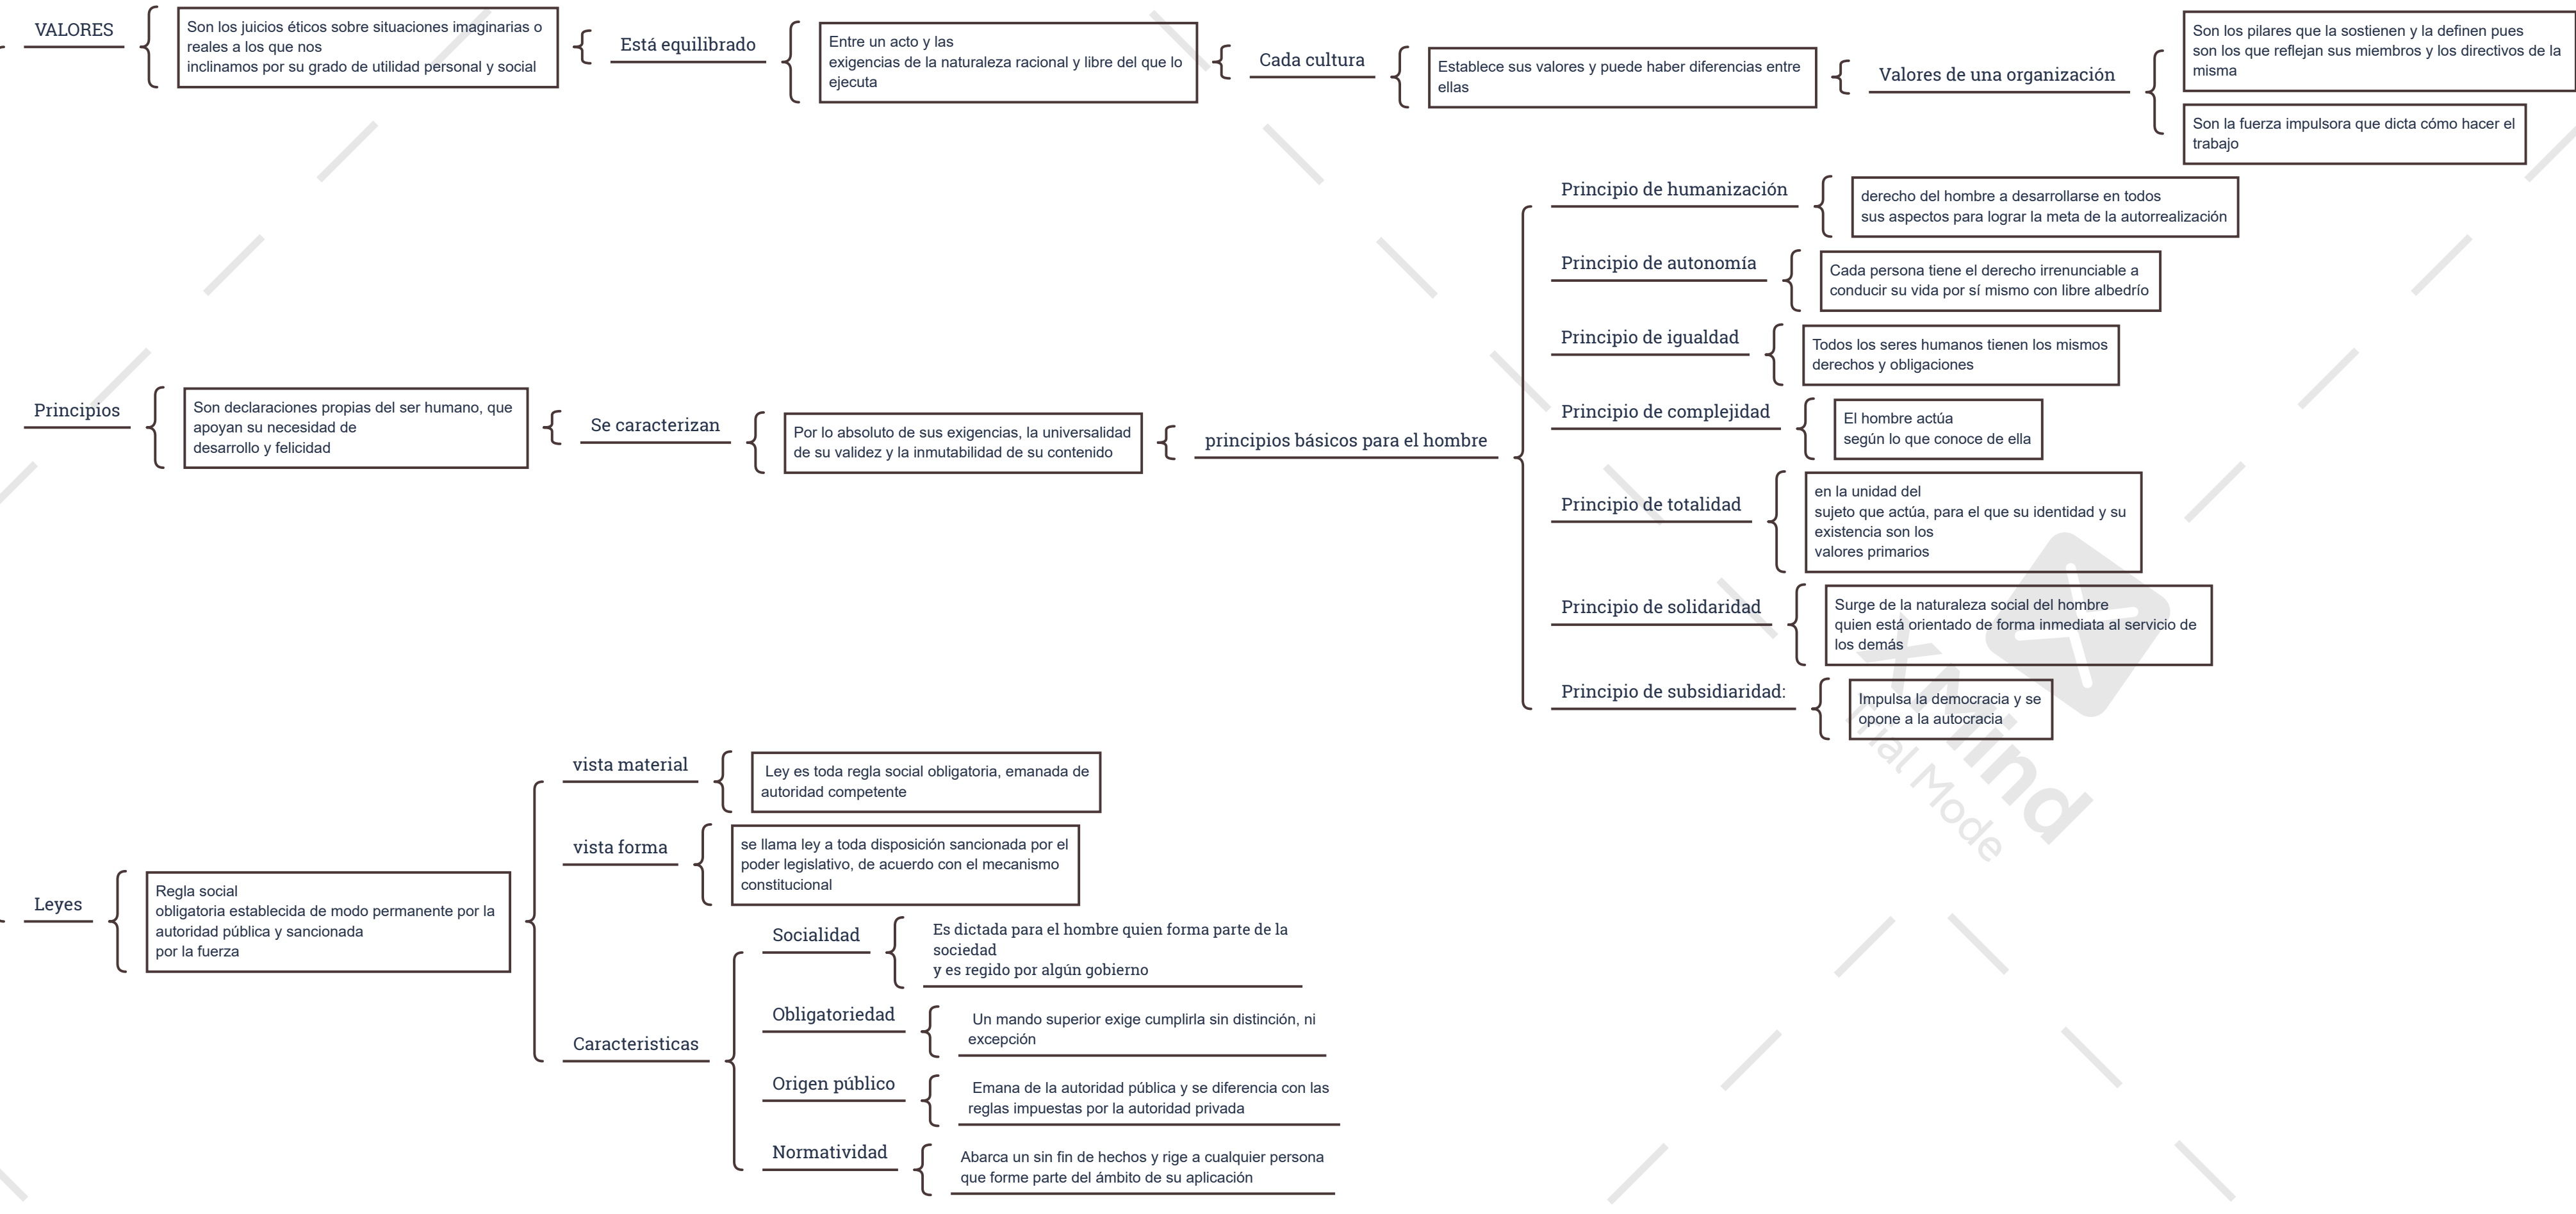 VALORES
Son los juicios éticos sobre situaciones imaginarias o
reales a los que nos
inclinamos por su grado de utilidad personal y social
Está equilibrado
Entre un acto y las
exigencias de la naturaleza racional y libre del que lo
ejecuta
Cada cultura
Establece sus valores y puede haber diferencias entre
ellas
Valores de una organización
Son los pilares que la sostienen y la definen pues
son los que reflejan sus miembros y los directivos de la
misma
Son la fuerza impulsora que dicta cómo hacer el
trabajo
Principios
Son declaraciones propias del ser humano, que
apoyan su necesidad de
desarrollo y felicidad
Se caracterizan
Por lo absoluto de sus exigencias, la universalidad
de su validez y la inmutabilidad de su contenido
principios básicos para el hombre
Principio de humanización
derecho del hombre a desarrollarse en todos
sus aspectos para lograr la meta de la autorrealización
Principio de autonomía
Cada persona tiene el derecho irrenunciable a
conducir su vida por sí mismo con libre albedrío
Principio de igualdad
Todos los seres humanos tienen los mismos
derechos y obligaciones
Principio de complejidad
El hombre actúa
según lo que conoce de ella
Principio de totalidad
en la unidad del
sujeto que actúa, para el que su identidad y su
existencia son los
valores primarios
Principio de solidaridad
Surge de la naturaleza social del hombre
quien está orientado de forma inmediata al servicio de
los demás
Principio de subsidiaridad:
Impulsa la democracia y se
opone a la autocracia
Leyes
Regla social
obligatoria establecida de modo permanente por la
autoridad pública y sancionada
por la fuerza
vista material
Ley es toda regla social obligatoria, emanada de
autoridad competente
vista forma
se llama ley a toda disposición sancionada por el
poder legislativo, de acuerdo con el mecanismo
constitucional
Caracteristicas
Socialidad
Es dictada para el hombre quien forma parte de la
sociedad
y es regido por algún gobierno
Obligatoriedad
Un mando superior exige cumplirla sin distinción, ni
excepción
Origen público
Emana de la autoridad pública y se diferencia con las
reglas impuestas por la autoridad privada
Normatividad
Abarca un sin fin de hechos y rige a cualquier persona
que forme parte del ámbito de su aplicación
XMind
Trial Mode